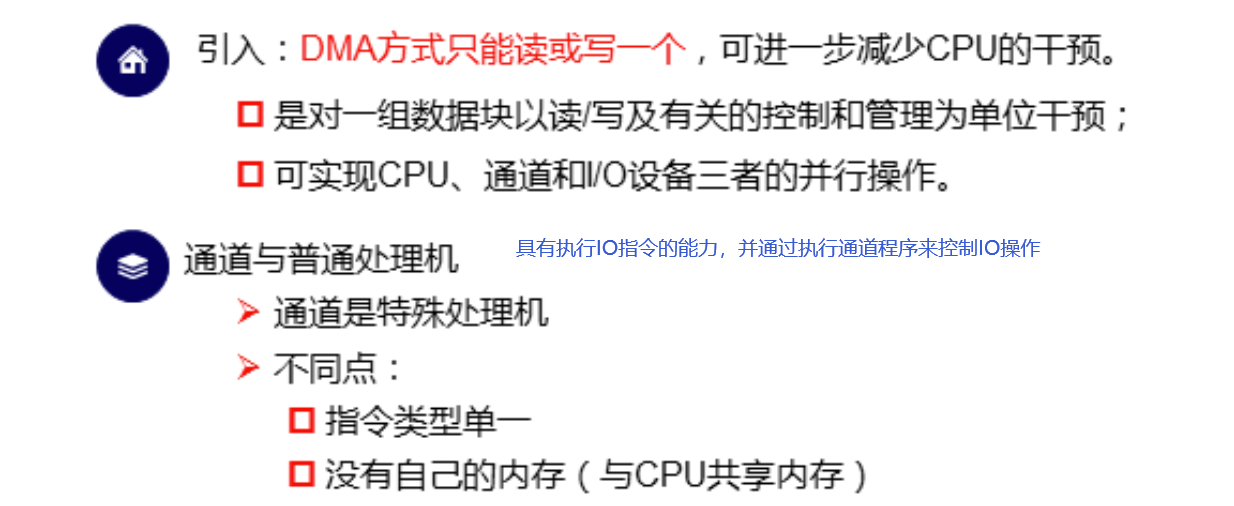 引入：DMA方式只能读或写一个，可进一步减少CPU的干预。
是对一组数据块以读/写及有关的控制和管理为单位干预；
可实现CPU、通道和I/O设备三者的并行操作。
通道与普通处理机 具有执行IO指令的能力，并通过执行通道程序来控制IO操作
通道是特殊处理机
不同点：
指令类型单一
没有自己的内存（与CPU共享内存）